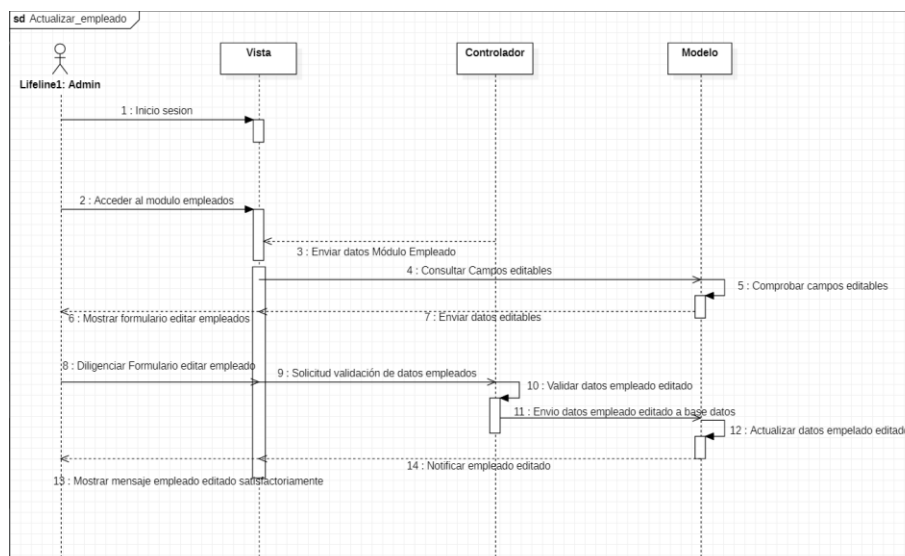 sd Actualizar_empleado
Vista
Controlador
Modelo
Lifeline1: Admin
1 : Inicio sesion
2 : Acceder al modulo empleados
3 : Enviar datos Módulo Empleado
4 : Consultar Campos editables
5 : Comprobar campos editables
6 : Mostrar formulario editar empleados
7 : Enviar datos editables
8 : Diligenciar Formulario editar empleado
9 : Solicitud validación de datos empleados
10 : Validar datos empleado editado
11 : Envio datos empleado editado a base datos
12 : Actualizar datos empelado editado
14 : Notificar empleado editado
13 : Mostrar mensaje empleado editado satisfactoriamente